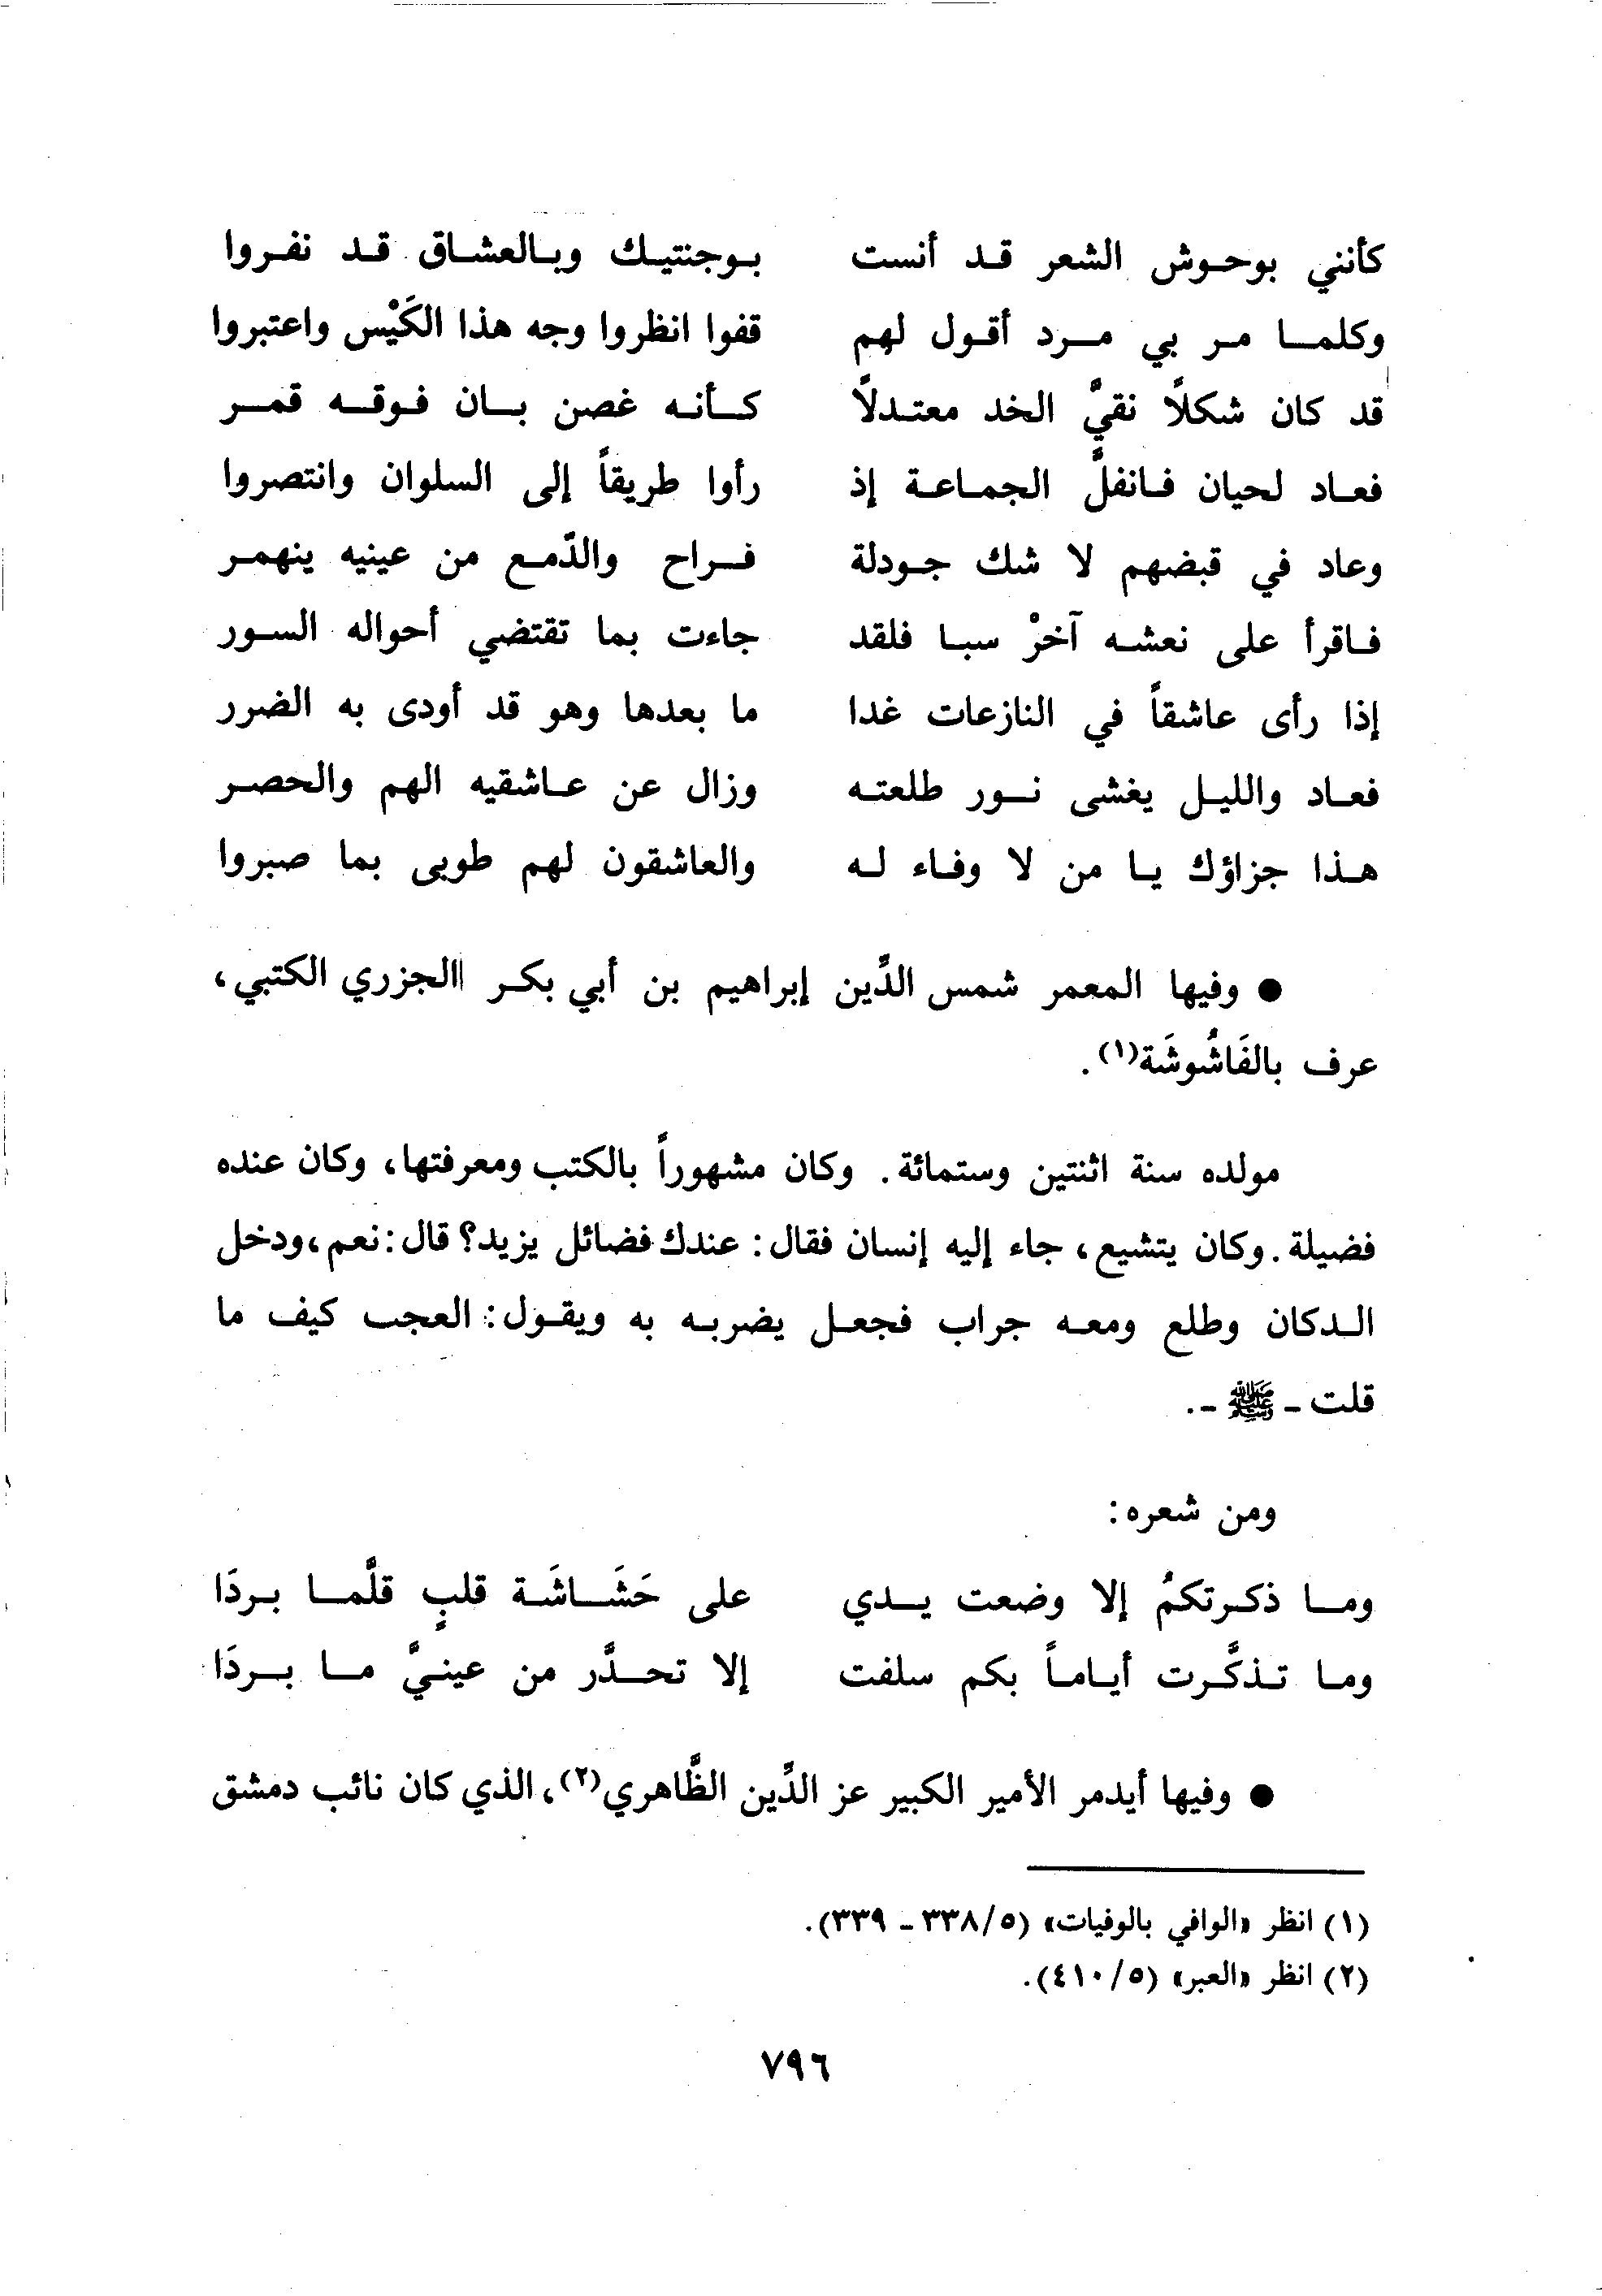 كأنني بوحوش الشعر قد أنست بوجنتيك وبالعشاق قد نفروا
وكلما مر بي مرد أقول لهم قفوا انظروا وجه هذا الكَيْس واعتبروا
قد كان شكلاً نقيَّ الخد معتدلاً كأنه غصن بان فوقه قمر
فعاد لحيان فانفلَّ الجماعة إذ رأوا طريقاً إلى السلوان وانتصروا
وعاد في قبضهم لا شك جودلة فراح والدّمع من عينيه ينهمر
فاقرأ على نعشه آخرْ سبا فلقد جاءت بما تقتضي أحواله السور
إذا رأى عاشقاً في النازعات غدا ما بعدها وهو قد أودى به الضرر
فعاد والليل يغشى نور طلعته وزال عن عاشقيه الهم والحصر
هذا جزاؤك يا من لا وفاء له والعاشقون لهم طوبى بما صبروا
● وفيها المعمر شمس الدِّين إبراهيم بن أبي بكر الجزري الكتبي،
عرف بالفَاشُوشَة(١).
مولده سنة اثنتين وستمائة. وكان مشهوراً بالكتب ومعرفتها، وكان عنده
فضيلة. وكان يتشيع، جاء إليه إنسان فقال: عندك فضائل يزيد؟ قال: نعم، ودخل
الدكان وطلع ومعه جراب فجعل يضربه به ويقول: العجب كيف ما
قلت - ﷺ -.
ومن شعره:
وما ذكرتكمُ إلا وضعت يدي على حَشَاشَة قلبٍ قلَّما بردَا
وما تذكَّرت أياماً بكم سلفت إلا تحدَّر من عينيَّ ما بردَا
● وفيها أيدمر الأمير الكبير عز الدِّين الظَّاهري(٢)، الذي كان نائب دمشق
(١) انظر «الوافي بالوفيات» (٥/ ٣٣٨ - ٣٣٩).
(٢) انظر «العبر» (٥/ ٤١٠).
٧٩٦